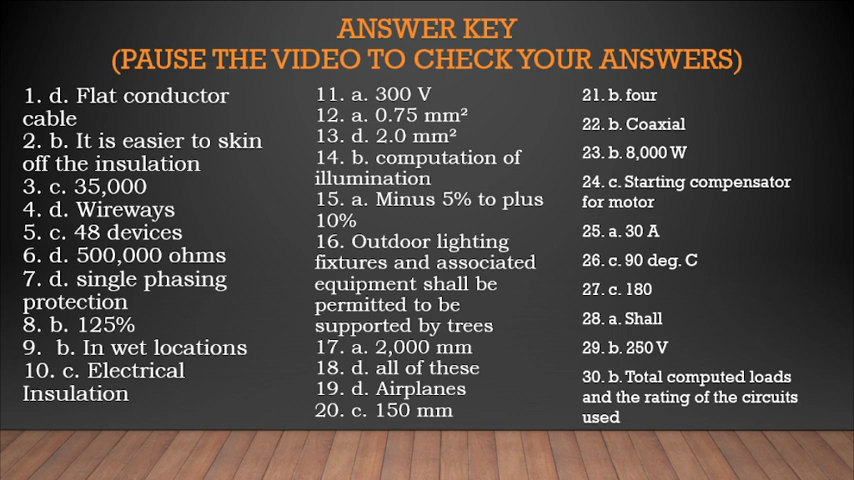 ANSWER KEY
(PAUSE THE VIDEO TO CHECK YOUR ANSWERS)
1. d. Flat conductor
cable
2. b. It is easier to skin
off the insulation
3. c. 35,000
4. d. Wireways
5. c. 48 devices
6. d. 500,000 ohms
7. d. single phasing
protection
8. b. 125%
9. b. In wet locations
10. c. Electrical
Insulation
11. a. 300 V
12. a. 0.75 mm²
13. d. 2.0 mm²
14. b. computation of
illumination
15. a. Minus 5% to plus
10%
16. Outdoor lighting
fixtures and associated
equipment shall be
permitted to be
supported by trees
17. a. 2,000 mm
18. d. all of these
19. d. Airplanes
20. c. 150 mm
21. b. four
22. b. Coaxial
23. b. 8,000 W
24. c. Starting compensator
for motor
25. a. 30 A
26. c. 90 deg. C
27. c. 180
28. a. Shall
29. b. 250 V
30. b. Total computed loads
and the rating of the circuits
used